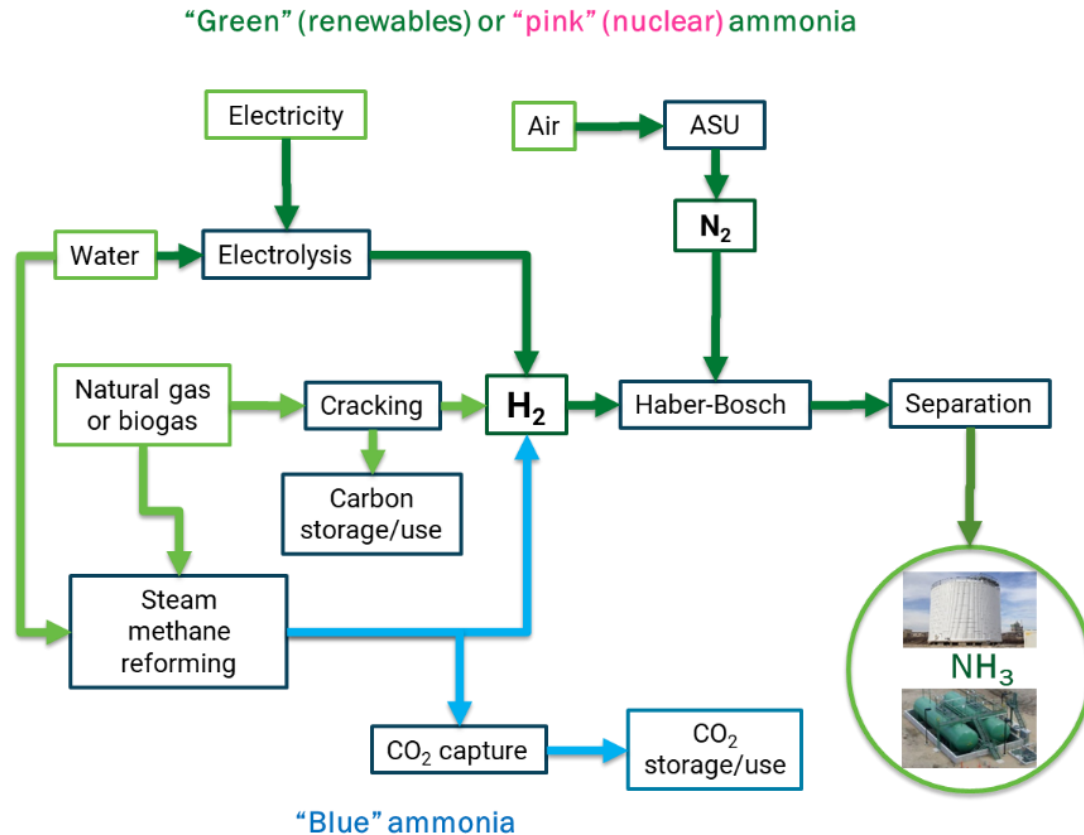 “Green” (renewables) or “pink” (nuclear) ammonia
Electricity
Air
ASU
N₂
Water
Electrolysis
Natural gas
or biogas
Cracking
H₂
Haber-Bosch
Separation
Carbon
storage/use
Steam
methane
reforming
NH₃
CO₂ capture
CO₂
storage/use
“Blue” ammonia